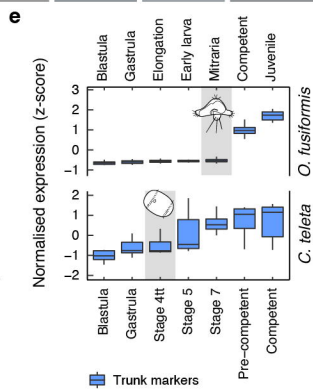 e
Blastula
Gastrula
Elongation
Early larva
Mitraria
Competent
Juvenile
Normalised expression (z-score)
3
2
1
0
−1
O. fusiformis
2
1
0
−1
−2
C. teleta
Blastula
Gastrula
Stage 4tt
Stage 5
Stage 7
Pre-competent
Competent
Trunk markers